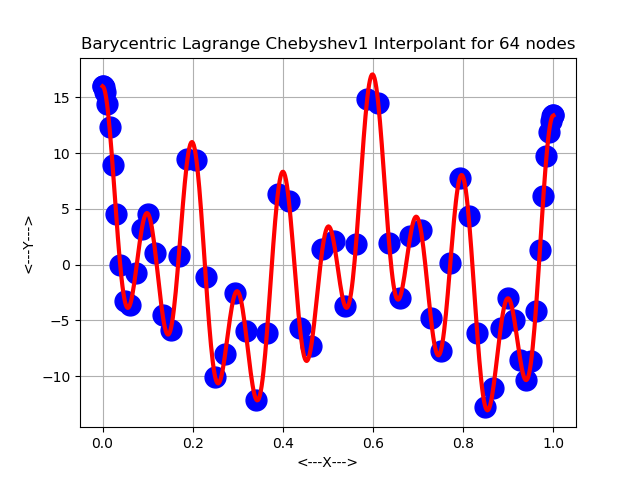 Barycentric Lagrange Chebyshev1 Interpolant for 64 nodes
15
10
5
0
−5
−10
<---Y--->
0.0 0.2 0.4 0.6 0.8 1.0
<---X--->